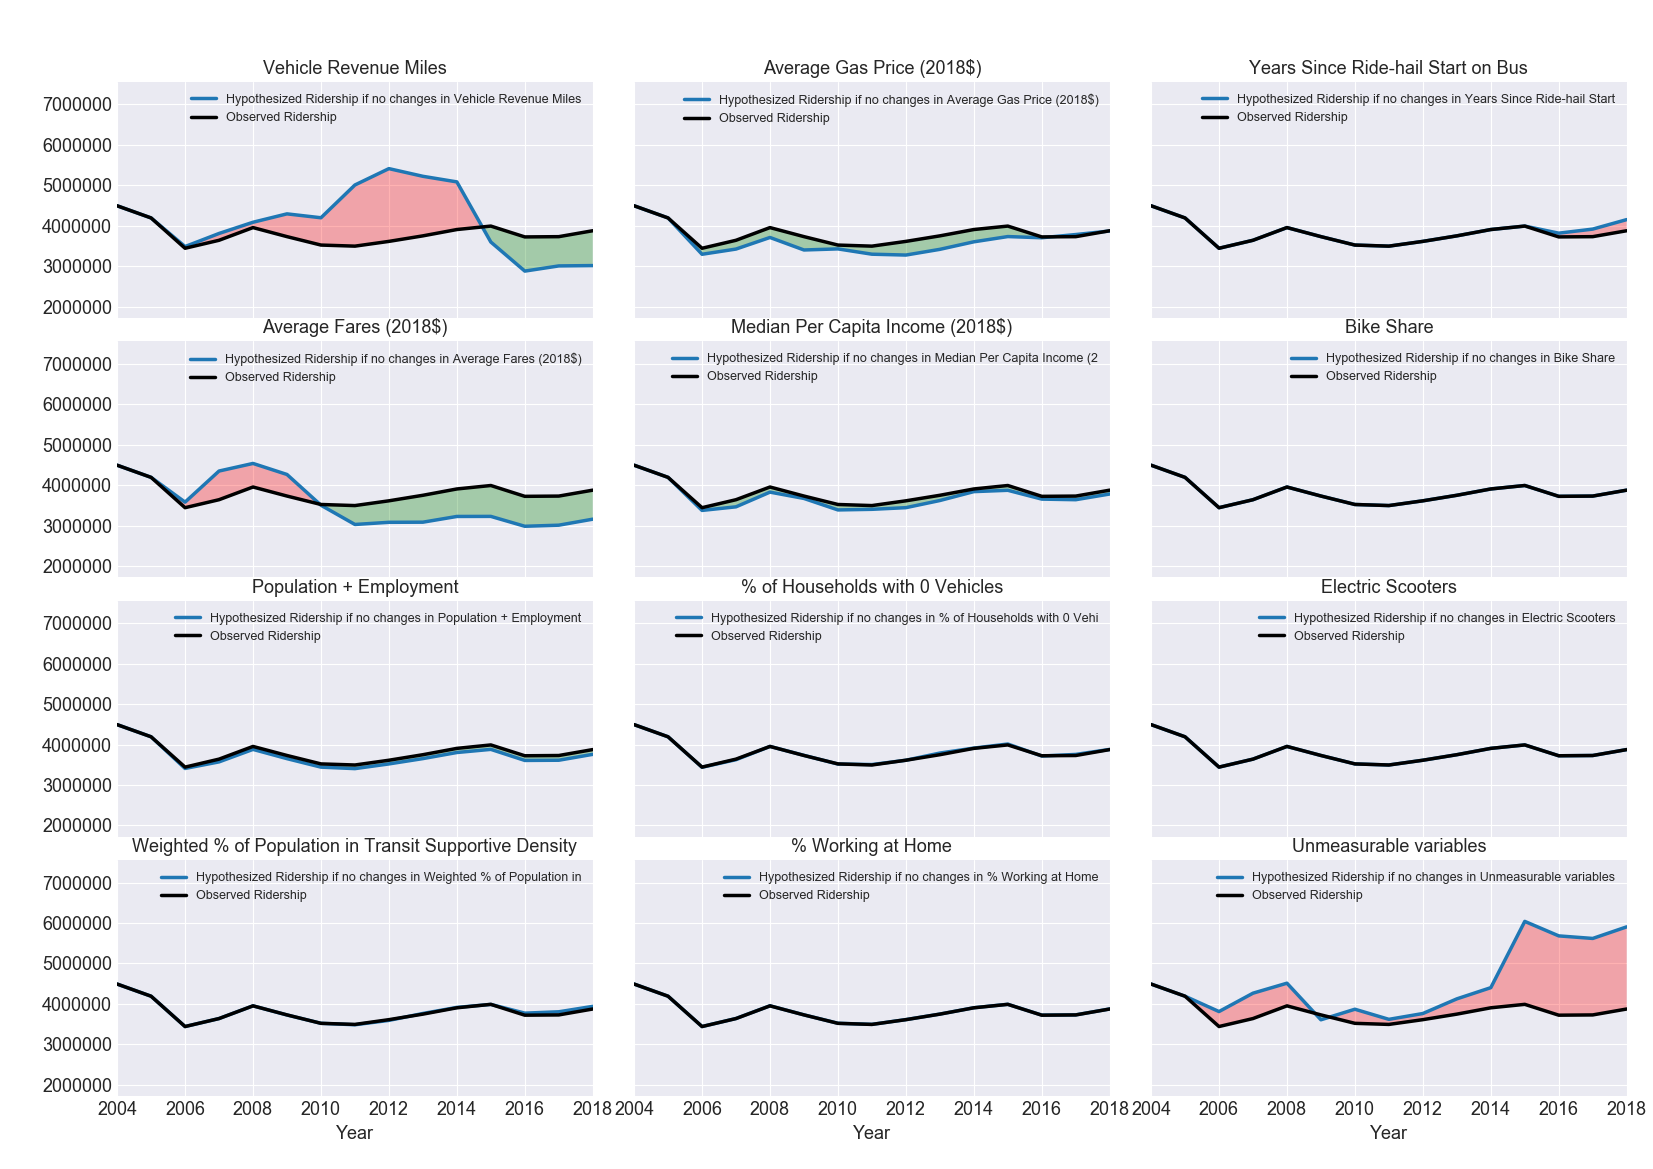 Vehicle Revenue Miles
Average Gas Price (2018$)
Years Since Ride-hail Start on Bus
7000000
6000000
5000000
4000000
3000000
2000000
Hypothesized Ridership if no changes in Vehicle Revenue Miles
Observed Ridership
Hypothesized Ridership if no changes in Average Gas Price (2018$)
Observed Ridership
Hypothesized Ridership if no changes in Years Since Ride-hail Start
Observed Ridership
Average Fares (2018$)
Median Per Capita Income (2018$)
Bike Share
7000000
6000000
5000000
4000000
3000000
2000000
Hypothesized Ridership if no changes in Average Fares (2018$)
Observed Ridership
Hypothesized Ridership if no changes in Median Per Capita Income (2
Observed Ridership
Hypothesized Ridership if no changes in Bike Share
Observed Ridership
Population + Employment
% of Households with 0 Vehicles
Electric Scooters
7000000
6000000
5000000
4000000
3000000
2000000
Hypothesized Ridership if no changes in Population + Employment
Observed Ridership
Hypothesized Ridership if no changes in % of Households with 0 Vehi
Observed Ridership
Hypothesized Ridership if no changes in Electric Scooters
Observed Ridership
Weighted % of Population in Transit Supportive Density
% Working at Home
Unmeasurable variables
7000000
6000000
5000000
4000000
3000000
2000000
Hypothesized Ridership if no changes in Weighted % of Population in
Observed Ridership
Hypothesized Ridership if no changes in % Working at Home
Observed Ridership
Hypothesized Ridership if no changes in Unmeasurable variables
Observed Ridership
2004 2006 2008 2010 2012 2014 2016 2018
2004 2006 2008 2010 2012 2014 2016 2018
2004 2006 2008 2010 2012 2014 2016 2018
Year
Year
Year